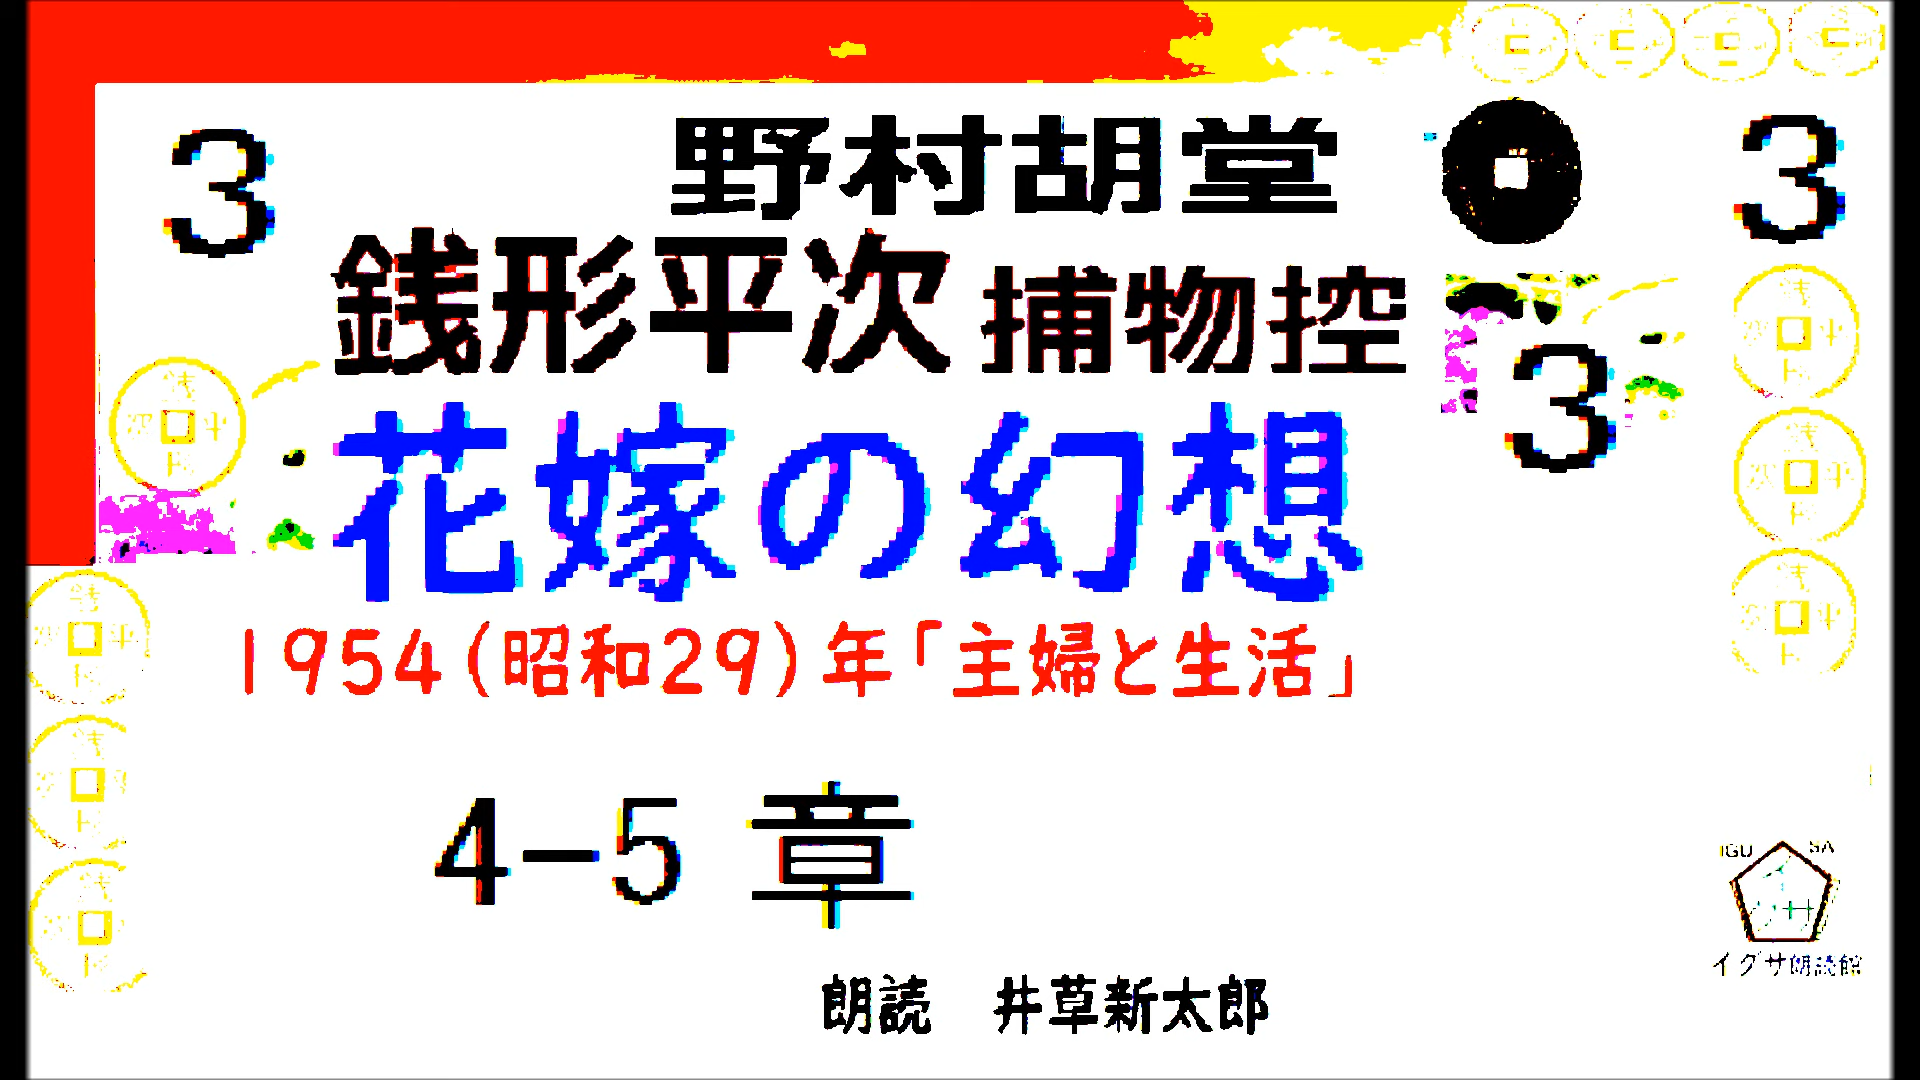 3
野村胡堂
3
銭形平次 捕物控
3
花嫁の幻想
1954(昭和29)年「主婦と生活」
4-5 章
IGU SA
イグサ朗読館
朗読 井草新太郎